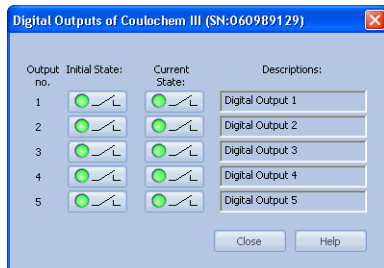 Digital Outputs of Coulochem III (SN:060989129)
Output no. Initial State: Current State: Descriptions:
1 Digital Output 1
2 Digital Output 2
3 Digital Output 3
4 Digital Output 4
5 Digital Output 5
Close Help